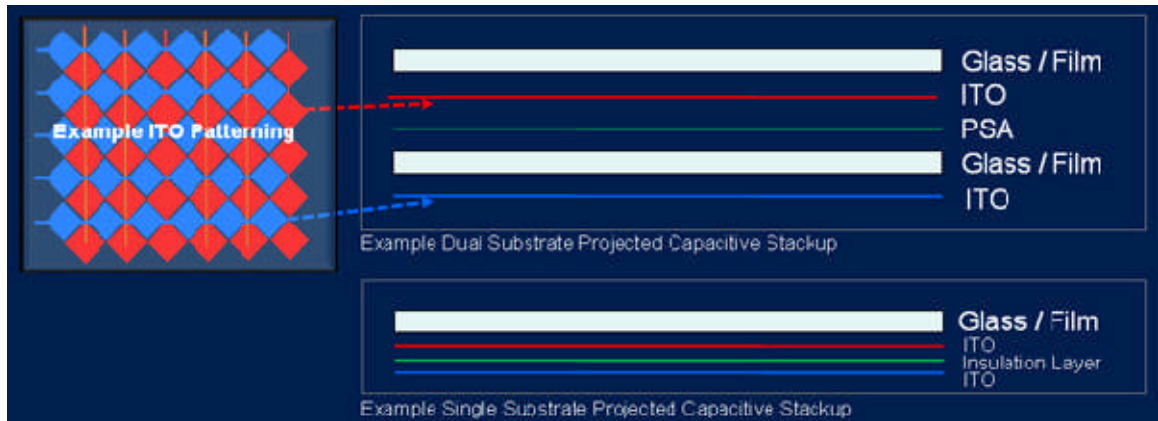 Example ITO Patterning
Glass / Film
ITO
PSA
Glass / Film
ITO
Example Dual Substrate Projected Capacitive Stackup
Glass / Film
ITO
Insulation Layer
ITO
Example Single Substrate Projected Capacitive Stackup